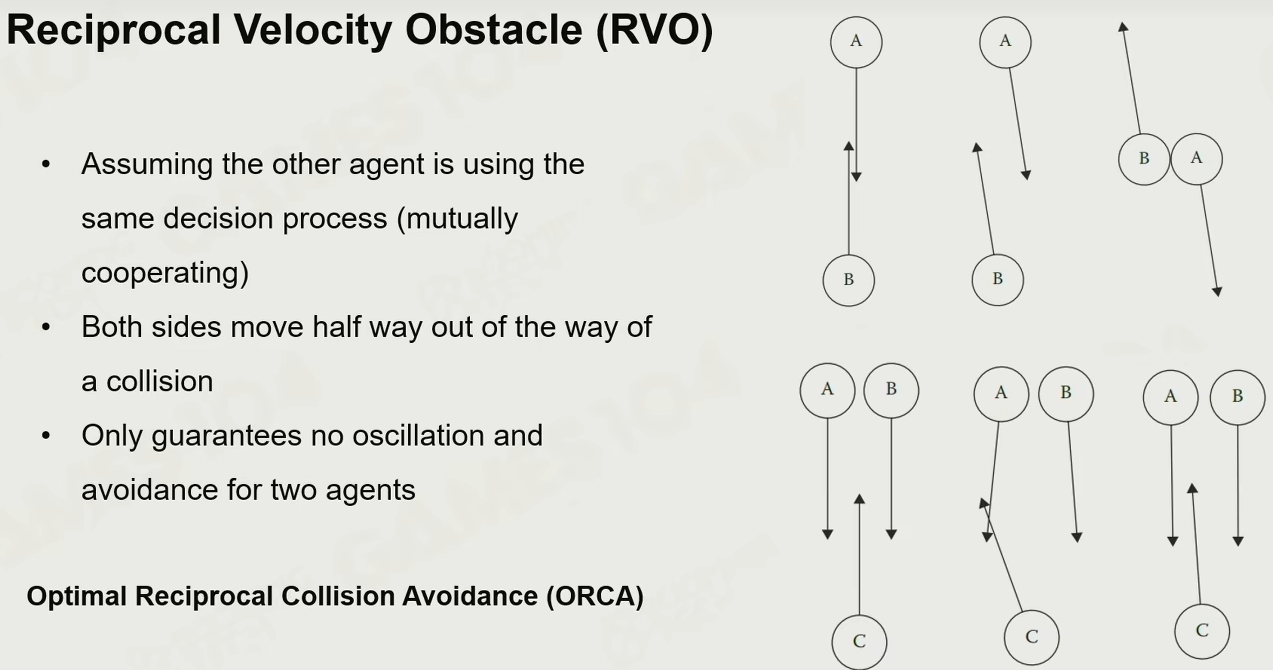 Reciprocal Velocity Obstacle (RVO)
• Assuming the other agent is using the
same decision process (mutually
cooperating)
• Both sides move half way out of the way of
a collision
• Only guarantees no oscillation and
avoidance for two agents
Optimal Reciprocal Collision Avoidance (ORCA)
A
A
B
A
B
B
A
B
A
B
A
B
C
C
C